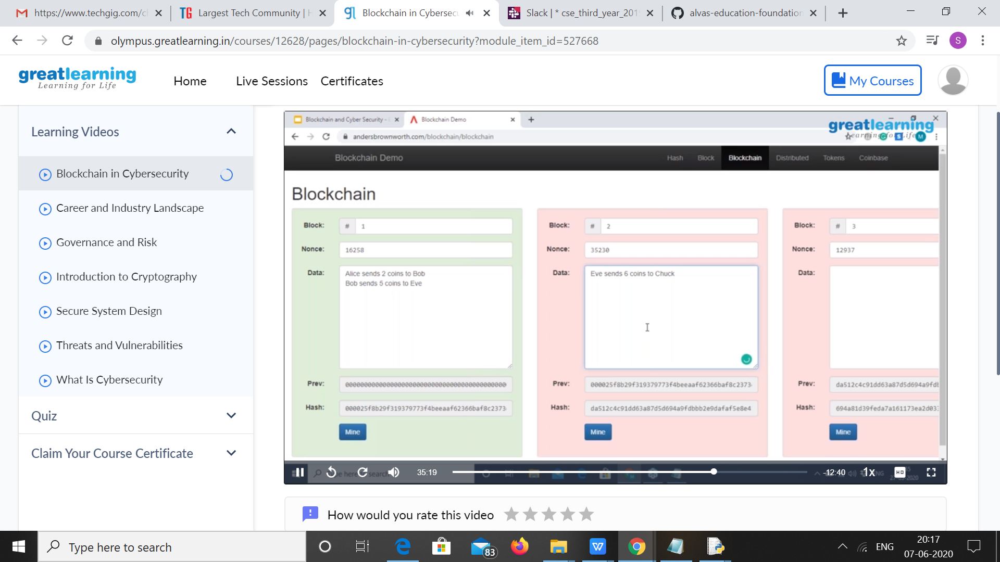 https://www.techgig.com/c
Largest Tech Community | H
Blockchain in Cybersecu
Slack | * cse_third_year_201
alvas-education-foundation
olympus.greatlearning.in/courses/12628/pages/blockchain-in-cybersecurity?module_item_id=527668
S
greatlearning
Learning for Life
Home
Live Sessions
Certificates
My Courses
Learning Videos
Blockchain in Cybersecurity
Career and Industry Landscape
Governance and Risk
Introduction to Cryptography
Secure System Design
Threats and Vulnerabilities
What Is Cybersecurity
Quiz
Claim Your Course Certificate
Blockchain and Cyber Security -
Blockchain Demo
greatlearning
Learning for Life
andersbrownworth.com/blockchain/blockchain
Blockchain Demo
Hash Block Blockchain Distributed Tokens Coinbase
Blockchain
Block: # 1
Nonce: 16258
Data: Alice sends 2 coins to Bob
Bob sends 5 coins to Eve
Prev:
Hash: 000025f8b29f319379773f4beeaaf62366baf8c2373
Mine
Block: # 2
Nonce: 35230
Data: Eve sends 6 coins to Chuck
Prev: 000025f8b29f319379773f4beeaaf62366baf8c2373
Hash: da512c4c91dd63a87d5d694a9fdbbb2e9dafaf5e8e4
Mine
Block: # 3
Nonce: 12937
Data:
Prev: da512c4c91dd63a87d5d694a9fdb
Hash: 694a81d39feda7a161173ea2d03
Mine
35:19
-12:40
1x
HD
How would you rate this video
Type here to search
83
ENG
20:17
07-06-2020